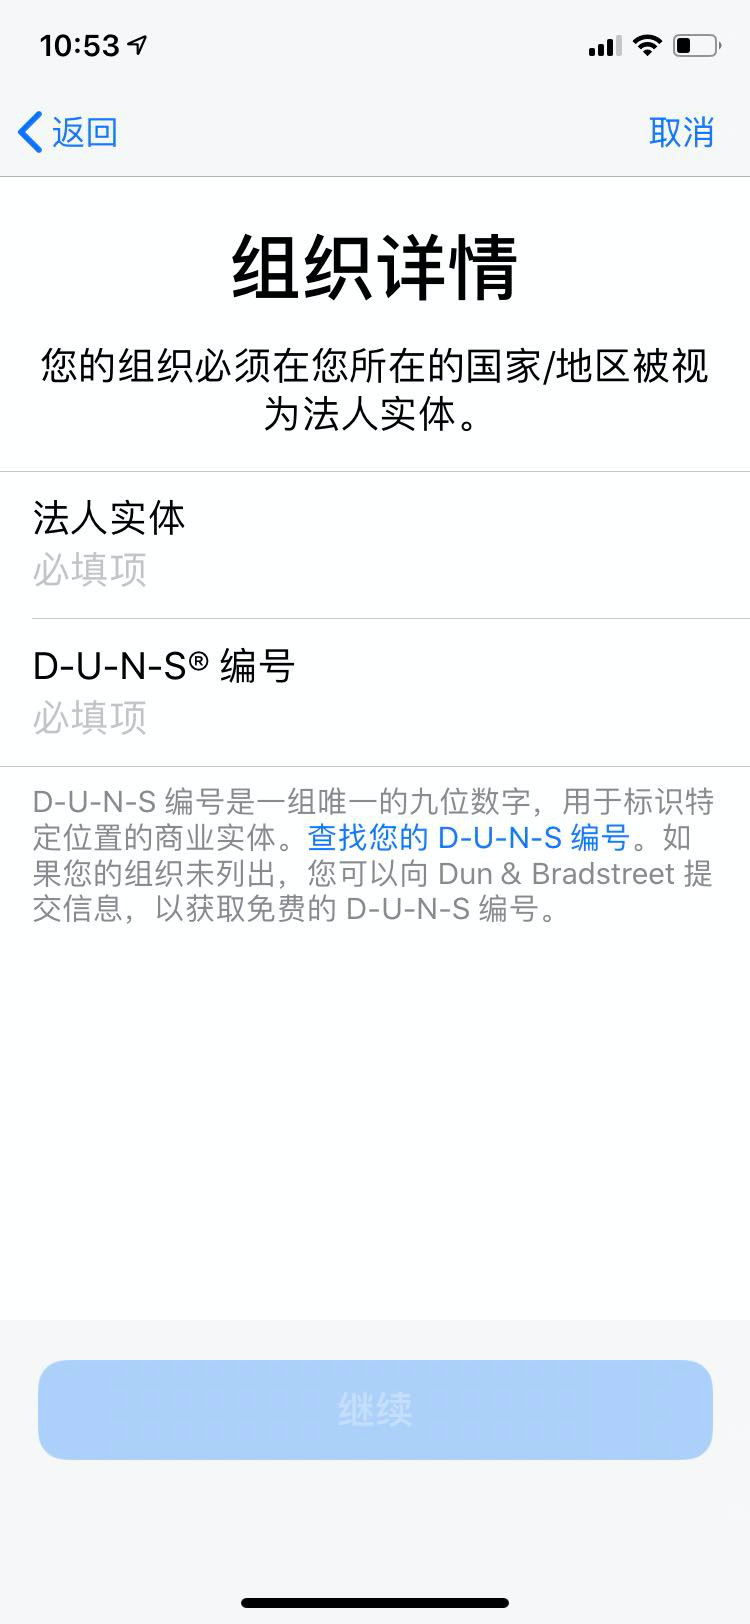 10:53
返回
取消
组织详情
您的组织必须在您所在的国家/地区被视
为法人实体。
法人实体
必填项
D-U-N-S® 编号
必填项
D-U-N-S 编号是一组唯一的九位数字，用于标识特
定位置的商业实体。查找您的 D-U-N-S 编号。如
果您的组织未列出，您可以向 Dun & Bradstreet 提
交信息，以获取免费的 D-U-N-S 编号。
继续